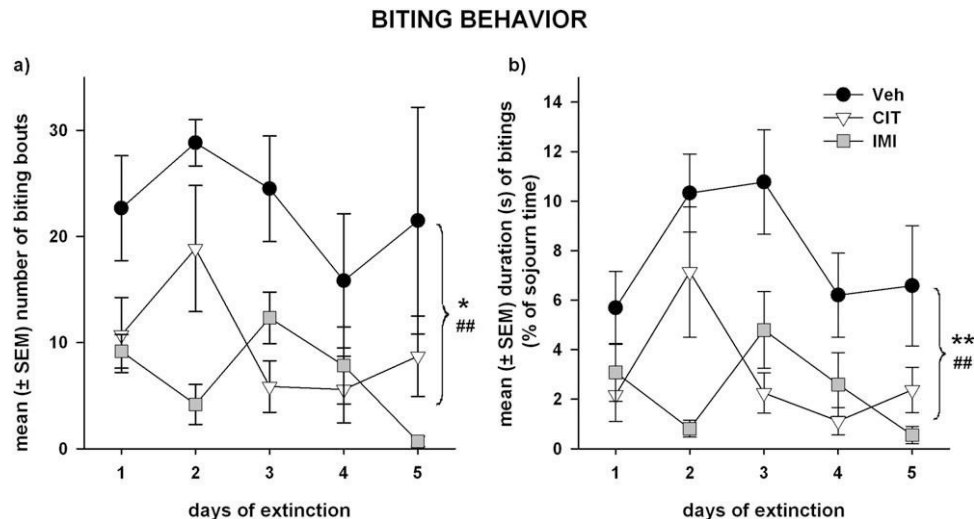 BITING BEHAVIOR
a)
mean (± SEM) number of biting bouts
30
20
10
0
1 2 3 4 5
days of extinction
*
##
b)
mean (± SEM) duration (s) of bitings
(% of sojourn time)
14
12
10
8
6
4
2
0
1 2 3 4 5
days of extinction
Veh
CIT
IMI
**
##